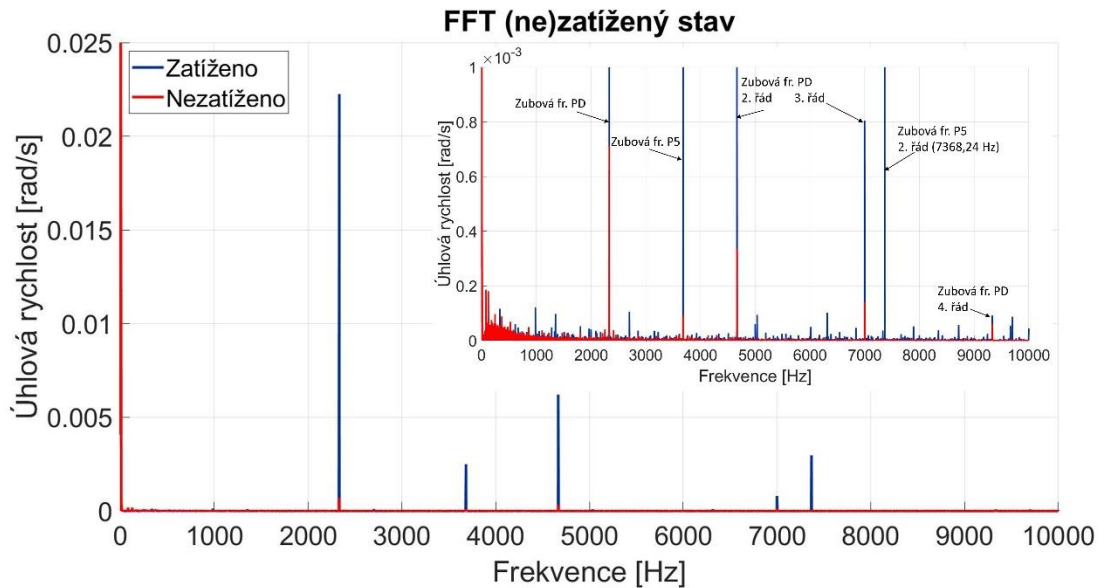 FFT (ne)zatížený stav
Zatíženo
Nezatíženo
0.025
0.02
0.015
0.01
0.005
0
Úhlová rychlost [rad/s]
0 1000 2000 3000 4000 5000 6000 7000 8000 9000 10000
Frekvence [Hz]
×10⁻³
1
0.8
0.6
0.4
0.2
0
Úhlová rychlost [rad/s]
Zubová fr. PD
Zubová fr. P5
Zubová fr. PD
2. řád 3. řád
Zubová fr. P5
2. řád (7368,24 Hz)
Zubová fr. PD
4. řád
0 1000 2000 3000 4000 5000 6000 7000 8000 9000 10000
Frekvence [Hz]